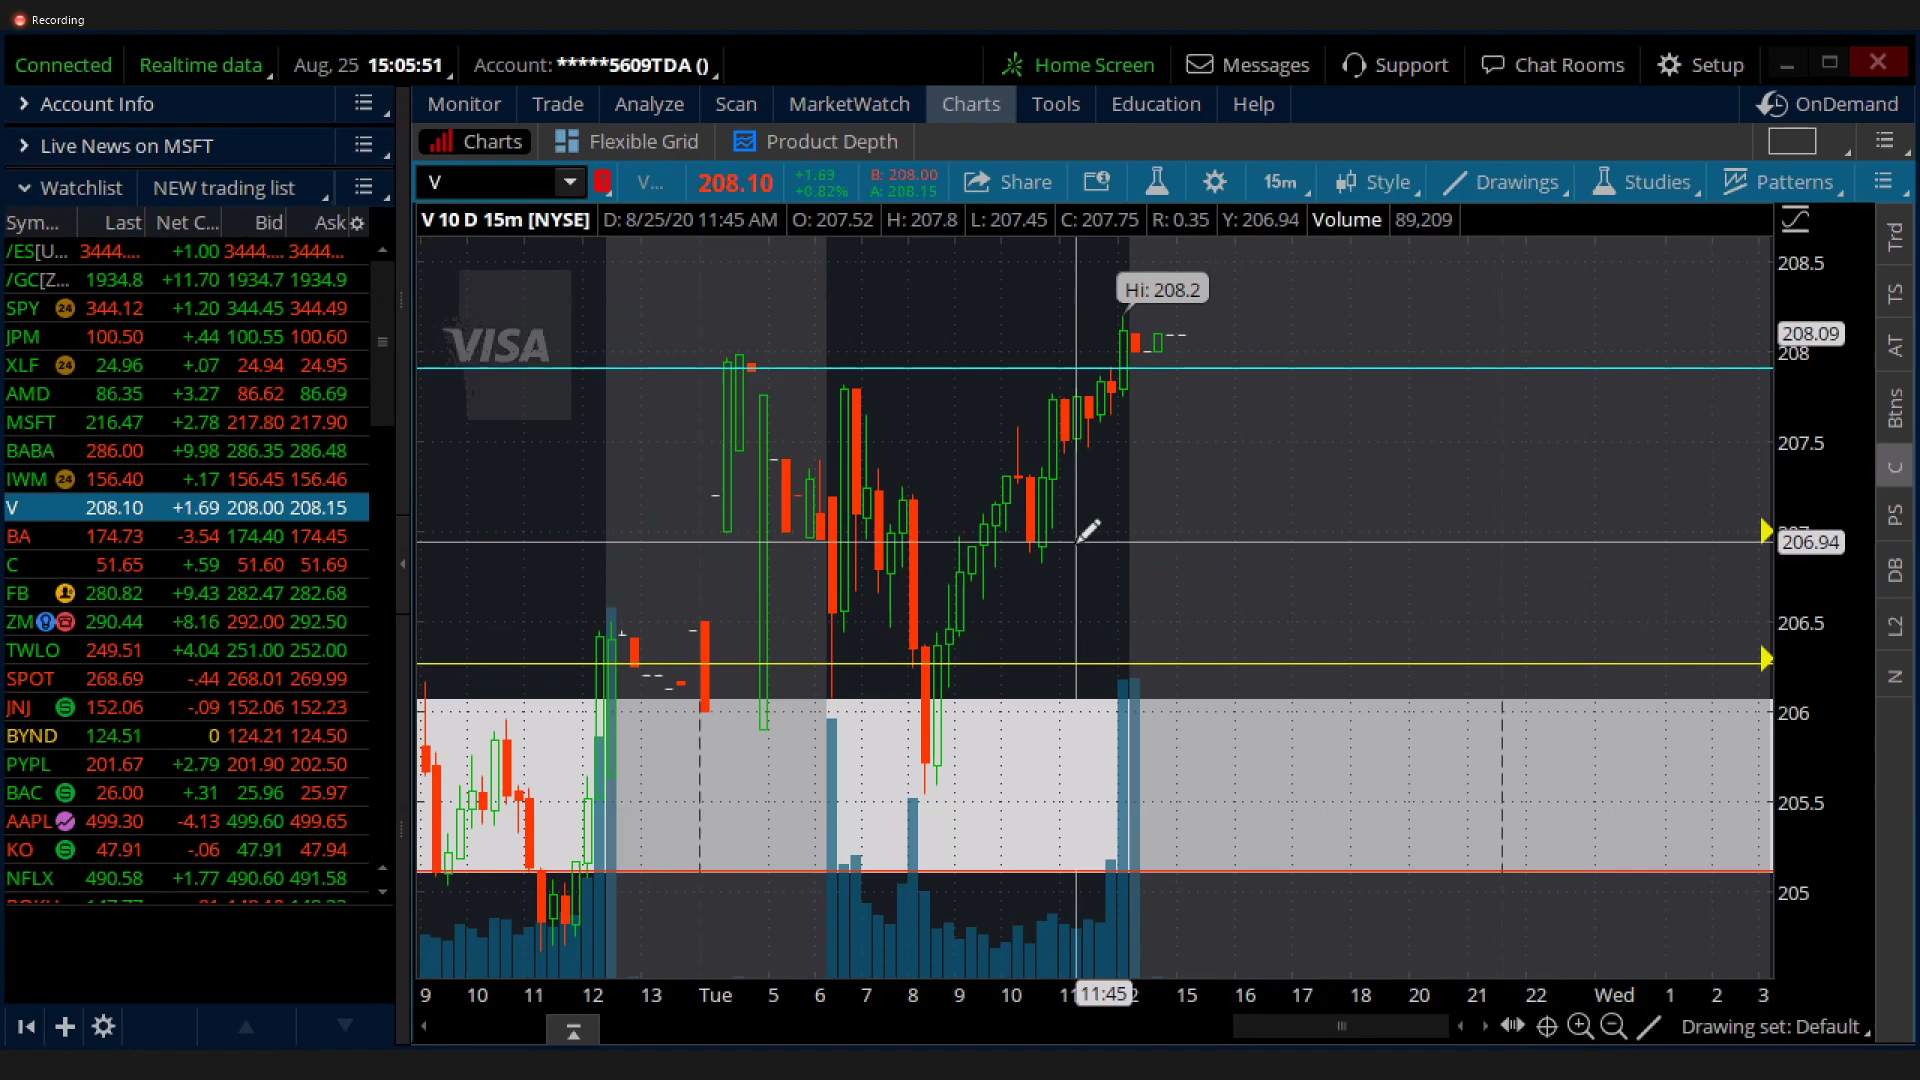 Recording
Connected Realtime data Aug, 25 15:05:51 Account: *****5609TDA () Home Screen Messages Support Chat Rooms Setup
Account Info
Monitor Trade Analyze Scan MarketWatch Charts Tools Education Help OnDemand
Live News on MSFT
Charts Flexible Grid Product Depth
Watchlist NEW trading list
V V... 208.10 +1.69 +0.82% B: 208.00 A: 208.15 Share 15m Style Drawings Studies Patterns
Sym... Last Net C... Bid Ask
V 10 D 15m [NYSE] D: 8/25/20 11:45 AM O: 207.52 H: 207.8 L: 207.45 C: 207.75 R: 0.35 Y: 206.94 Volume 89,209
/ES[U... 3444.... +1.00 3444.... 3444...
/GC[Z... 1934.8 +11.70 1934.7 1934.9
SPY 24 344.12 +1.20 344.45 344.49
JPM 100.50 +.44 100.55 100.60
XLF 24 24.96 +.07 24.94 24.95
AMD 86.35 +3.27 86.62 86.69
MSFT 216.47 +2.78 217.80 217.90
BABA 286.00 +9.98 286.35 286.48
IWM 24 156.40 +.17 156.45 156.46
V 208.10 +1.69 208.00 208.15
BA 174.73 -3.54 174.40 174.45
C 51.65 +.59 51.60 51.69
FB 280.82 +9.43 282.47 282.68
ZM 290.44 +8.16 292.00 292.50
TWLO 249.51 +4.04 251.00 252.00
SPOT 268.69 -.44 268.01 269.99
JNJ 152.06 -.09 152.06 152.23
BYND 124.51 0 124.21 124.50
PYPL 201.67 +2.79 201.90 202.50
BAC 26.00 +.31 25.96 25.97
AAPL 499.30 -4.13 499.60 499.65
KO 47.91 -.06 47.91 47.94
NFLX 490.58 +1.77 490.60 491.58
VISA
Hi: 208.2
208.5
208.09
208
207.5
206.94
206.5
206
205.5
205
Trd
TS
AT
Btns
C
PS
DB
L2
N
9 10 11 12 13 Tue 5 6 7 8 9 10 11:45 15 16 17 18 20 21 22 Wed 1 2 3
Drawing set: Default